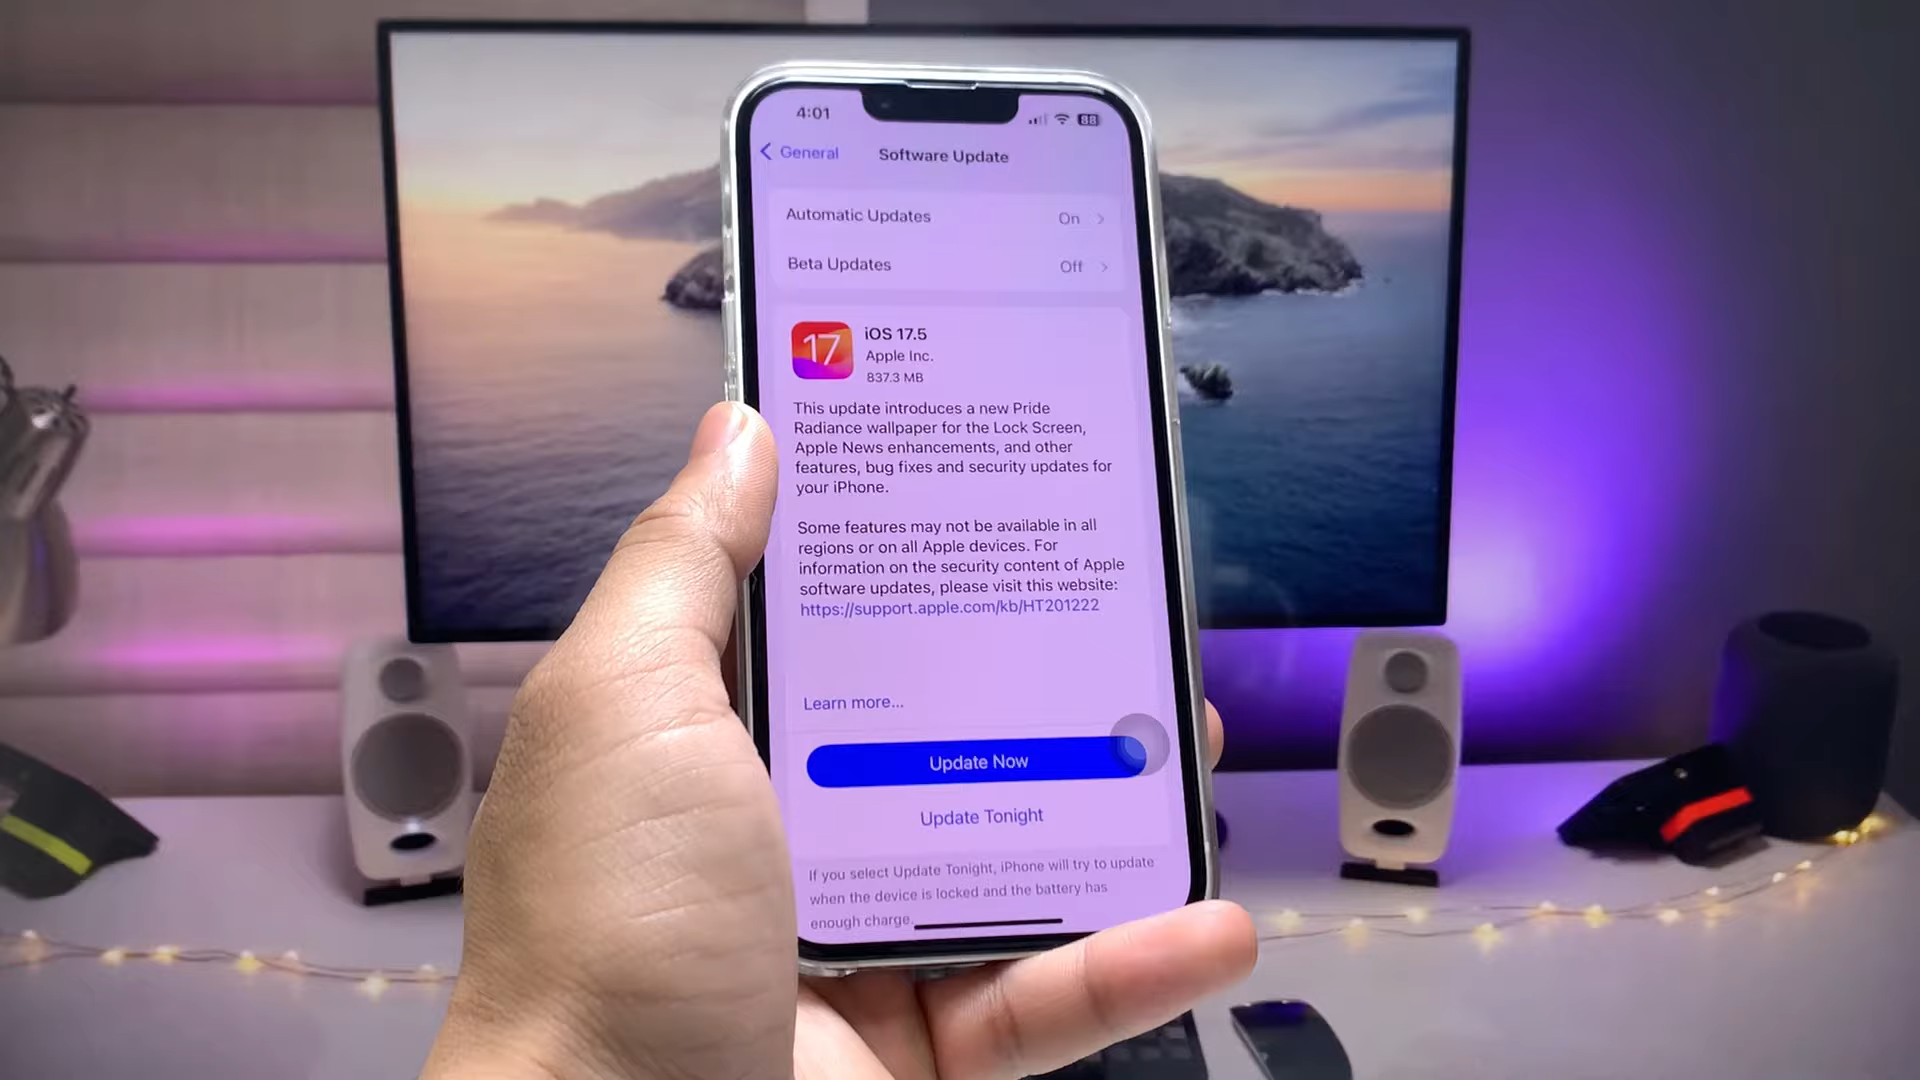 4:01
88
General
Software Update
Automatic Updates
On
Beta Updates
Off
17
iOS 17.5
Apple Inc.
837.3 MB
This update introduces a new Pride
Radiance wallpaper for the Lock Screen,
Apple News enhancements, and other
features, bug fixes and security updates for
your iPhone.
Some features may not be available in all
regions or on all Apple devices. For
information on the security content of Apple
software updates, please visit this website:
https://support.apple.com/kb/HT201222
Learn more...
Update Now
Update Tonight
If you select Update Tonight, iPhone will try to update
when the device is locked and the battery has
enough charge.